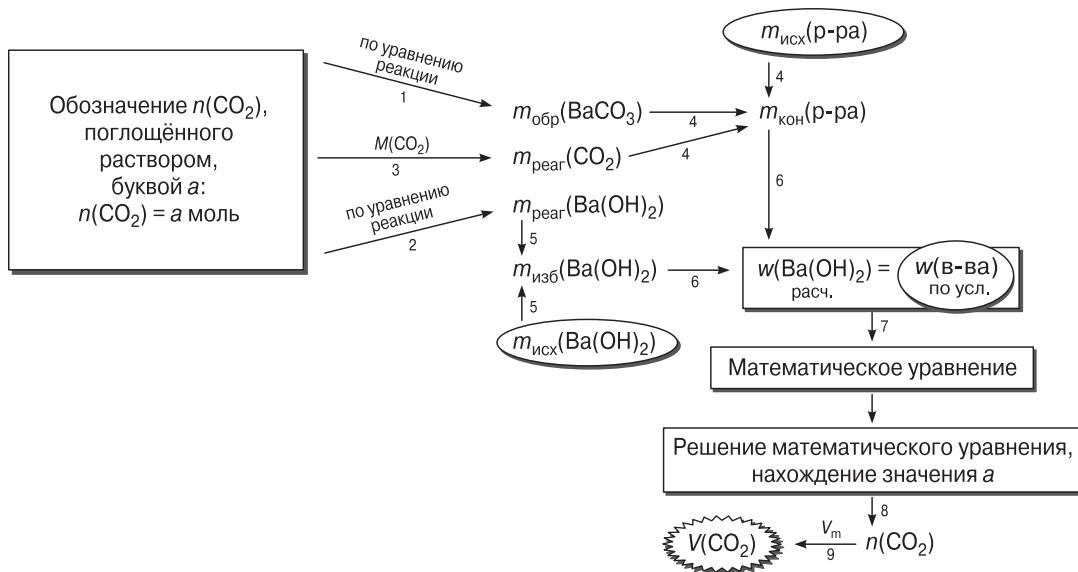 Обозначение n(CO₂),
поглощённого
раствором,
буквой a:
n(CO₂) = a моль
по уравнению
реакции
1
M(CO₂)
3
по уравнению
реакции
2
mисх(р-ра)
4
mобр(BaCO₃)
4
mкон(р-ра)
mреаг(CO₂)
4
6
mреаг(Ba(OH)₂)
5
mизб(Ba(OH)₂)
6
w(Ba(OH)₂) =
расч.
w(в-ва)
по усл.
5
mисх(Ba(OH)₂)
7
Математическое уравнение
Решение математического уравнения,
нахождение значения a
8
V(CO₂)
Vm
9
n(CO₂)